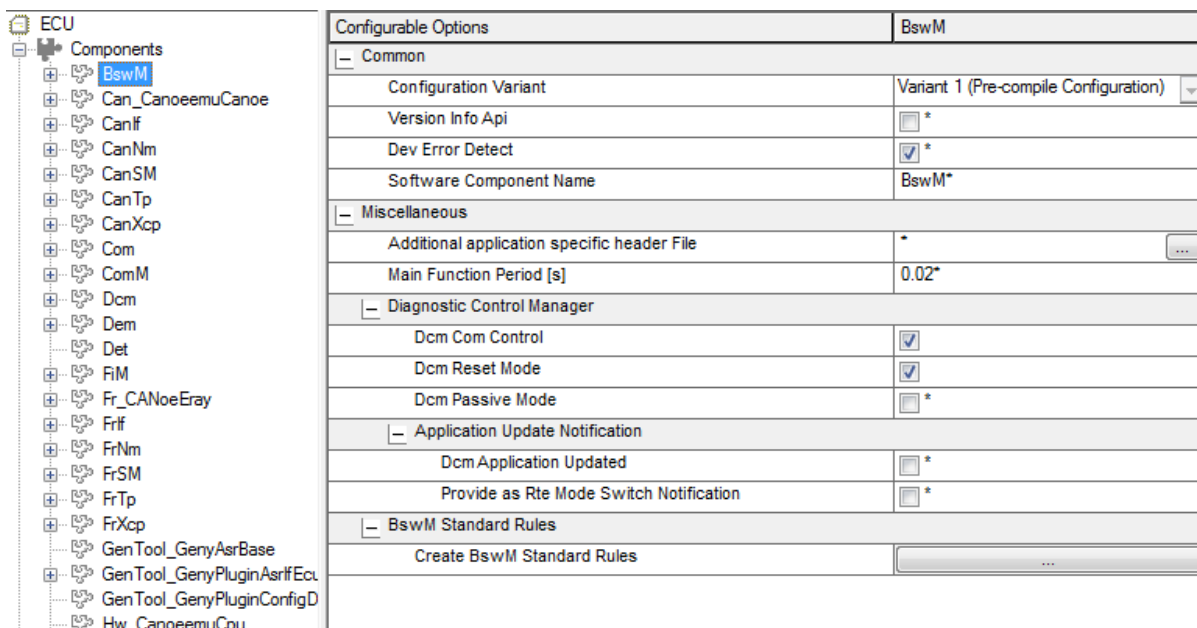 ECU
Components
BswM
Can_CanoeemuCanoe
CanIf
CanNm
CanSM
CanTp
CanXcp
Com
ComM
Dcm
Dem
Det
FiM
Fr_CANoeEray
FrIf
FrNm
FrSM
FrTp
FrXcp
GenTool_GenyAsrBase
GenTool_GenyPluginAsrIfEcu
GenTool_GenyPluginConfigD
Hw_CanoeemuCpu
Configurable Options BswM
Common
Configuration Variant Variant 1 (Pre-compile Configuration)
Version Info Api *
Dev Error Detect *
Software Component Name BswM*
Miscellaneous
Additional application specific header File * ...
Main Function Period [s] 0.02*
Diagnostic Control Manager
Dcm Com Control
Dcm Reset Mode
Dcm Passive Mode *
Application Update Notification
Dcm Application Updated *
Provide as Rte Mode Switch Notification *
BswM Standard Rules
Create BswM Standard Rules ...